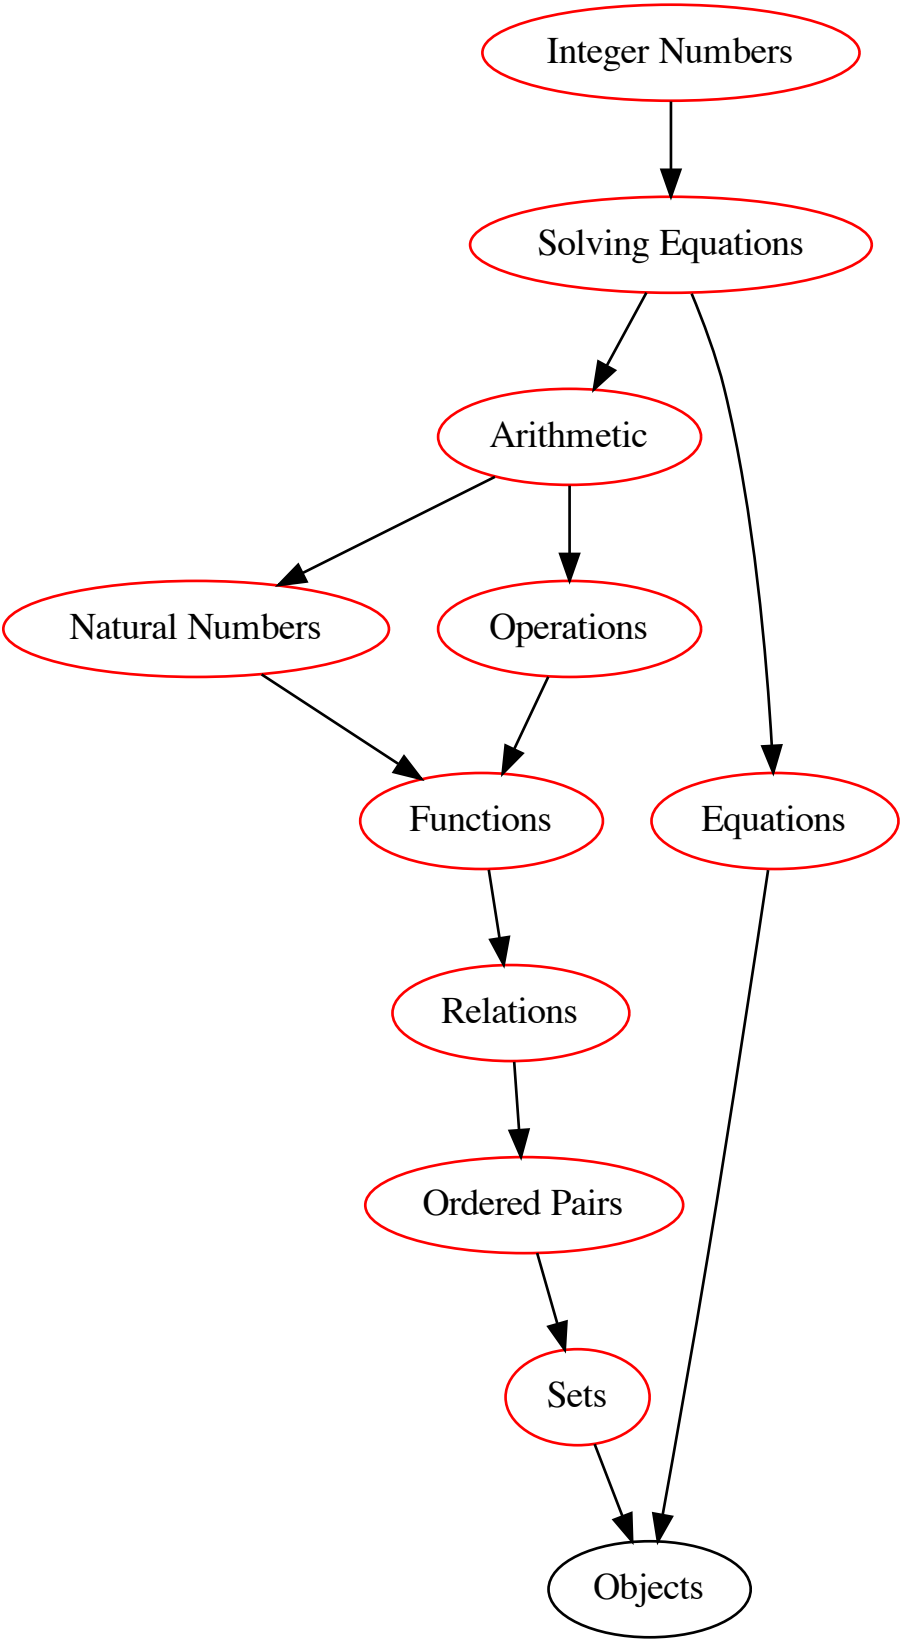 Integer Numbers
Solving Equations
Arithmetic
Natural Numbers
Operations
Functions
Equations
Relations
Ordered Pairs
Sets
Objects